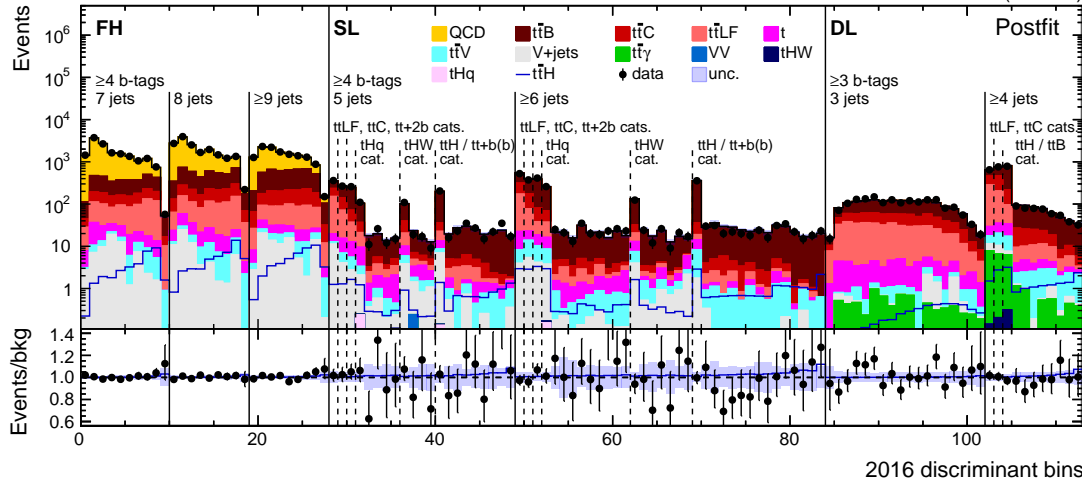 Events
10⁶
10⁵
10⁴
10³
10²
10
1
FH
SL
DL
Postfit
QCD
tt̄B
tt̄C
tt̄LF
t
tt̄V
V+jets
tt̄γ
VV
tHW
tHq
tt̄H
data
unc.
≥4 b-tags
7 jets
8 jets
≥9 jets
≥4 b-tags
5 jets
≥6 jets
≥3 b-tags
3 jets
≥4 jets
ttLF, ttC, tt+2b cats.
tHq
cat.
tHW
cat.
ttH / tt+b(b)
cat.
ttLF, ttC, tt+2b cats.
tHq
cat.
tHW
cat.
ttH / tt+b(b)
cat.
ttLF, ttC cats.
ttH / ttB
cat.
Events/bkg
1.4
1.2
1.0
0.8
0.6
0
20
40
60
80
100
2016 discriminant bins